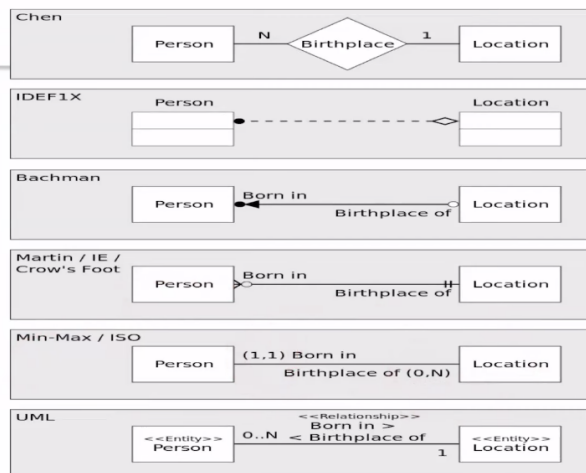 Chen
Person N Birthplace 1 Location
IDEF1X
Person Location
Bachman
Person Born in Location
Birthplace of
Martin / IE /
Crow's Foot
Person Born in Location
Birthplace of
Min-Max / ISO
Person (1,1) Born in Location
Birthplace of (0,N)
UML
<<Relationship>>
<<Entity>> 0..N Born in > <<Entity>>
Person < Birthplace of Location
1